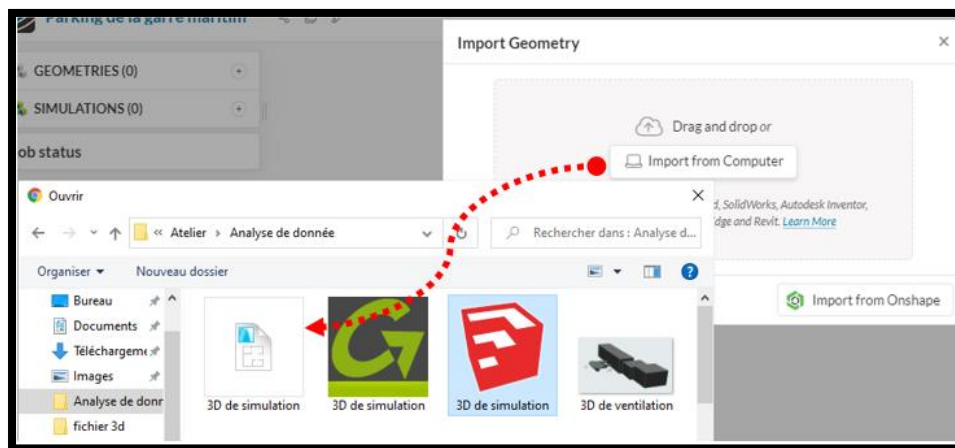 Parking de la garre maritim
Import Geometry
GEOMETRIES (0)
SIMULATIONS (0)
ob status
Drag and drop or
Import from Computer
d, SolidWorks, Autodesk Inventor,
dge and Revit. Learn More
Import from Onshape
Ouvrir
« Atelier › Analyse de donnée
Rechercher dans : Analyse d...
Organiser
Nouveau dossier
Bureau
Documents
Téléchargeme
Images
Analyse de donr
fichier 3d
3D de simulation
3D de simulation
3D de simulation
3D de ventilation